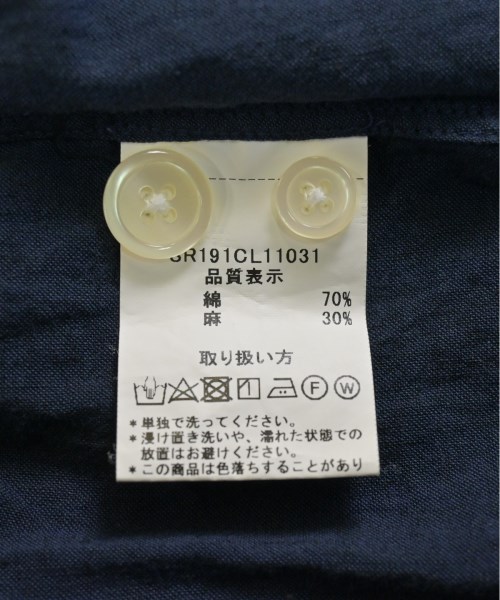 SR191CL11031
品質表示
綿 70%
麻 30%
取り扱い方
F W
*単独で洗ってください。
*浸け置き洗いや、濡れた状態での
放置はお避けください。
*この商品は色落ちすることがあり